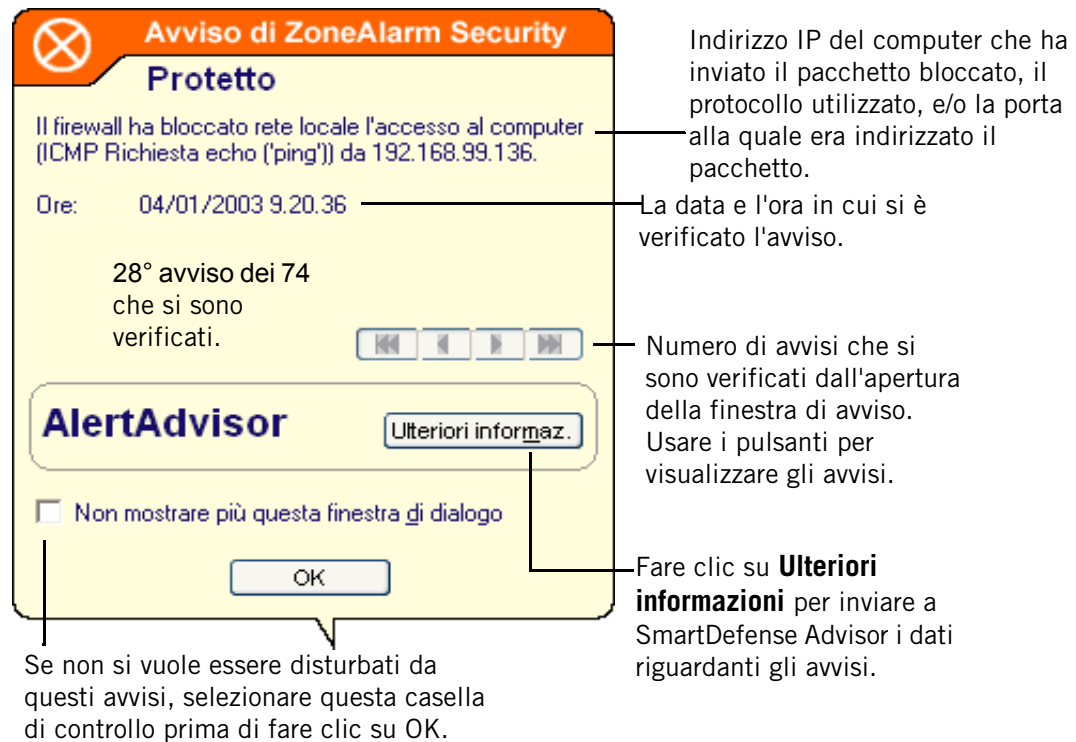 Avviso di ZoneAlarm Security
Protetto
Il firewall ha bloccato rete locale l'accesso al computer
(ICMP Richiesta echo ('ping')) da 192.168.99.136.
Ore: 04/01/2003 9.20.36
28° avviso dei 74
che si sono
verificati.
AlertAdvisor
Ulteriori informaz.
Non mostrare più questa finestra di dialogo
OK
Indirizzo IP del computer che ha
inviato il pacchetto bloccato, il
protocollo utilizzato, e/o la porta
alla quale era indirizzato il
pacchetto.
La data e l'ora in cui si è
verificato l'avviso.
Numero di avvisi che si
sono verificati dall'apertura
della finestra di avviso.
Usare i pulsanti per
visualizzare gli avvisi.
Fare clic su Ulteriori
informazioni per inviare a
SmartDefense Advisor i dati
riguardanti gli avvisi.
Se non si vuole essere disturbati da
questi avvisi, selezionare questa casella
di controllo prima di fare clic su OK.